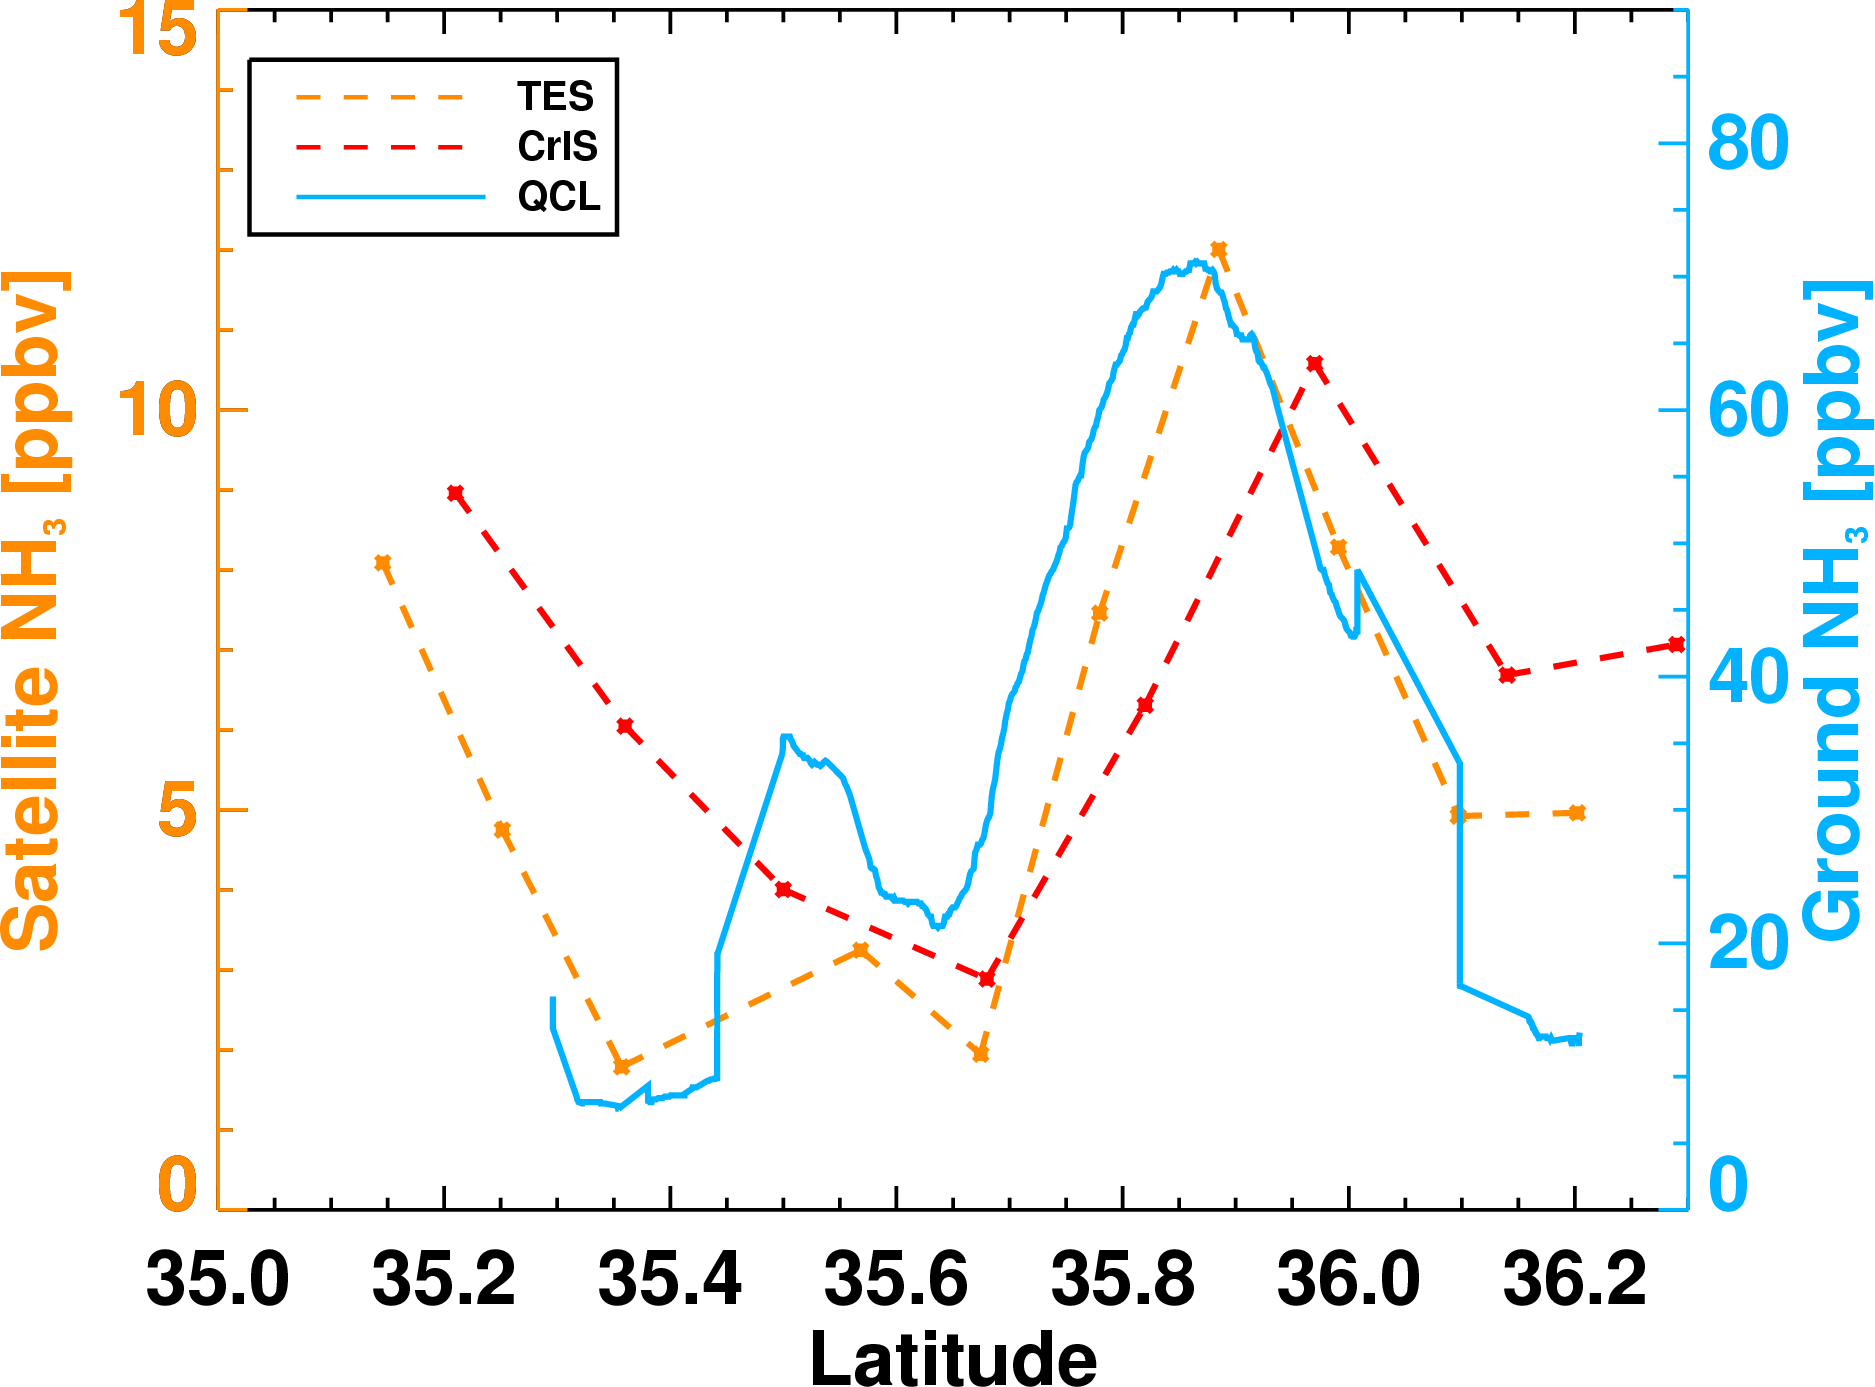 15
10
5
0
Satellite NH₃ [ppbv]
TES
CrIS
QCL
80
60
40
20
0
Ground NH₃ [ppbv]
35.0 35.2 35.4 35.6 35.8 36.0 36.2
Latitude